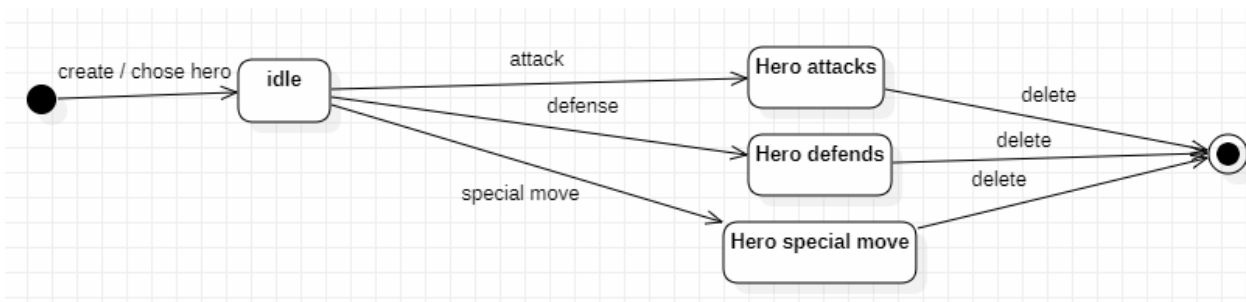 create / chose hero
idle
attack
defense
special move
Hero attacks
Hero defends
Hero special move
delete
delete
delete